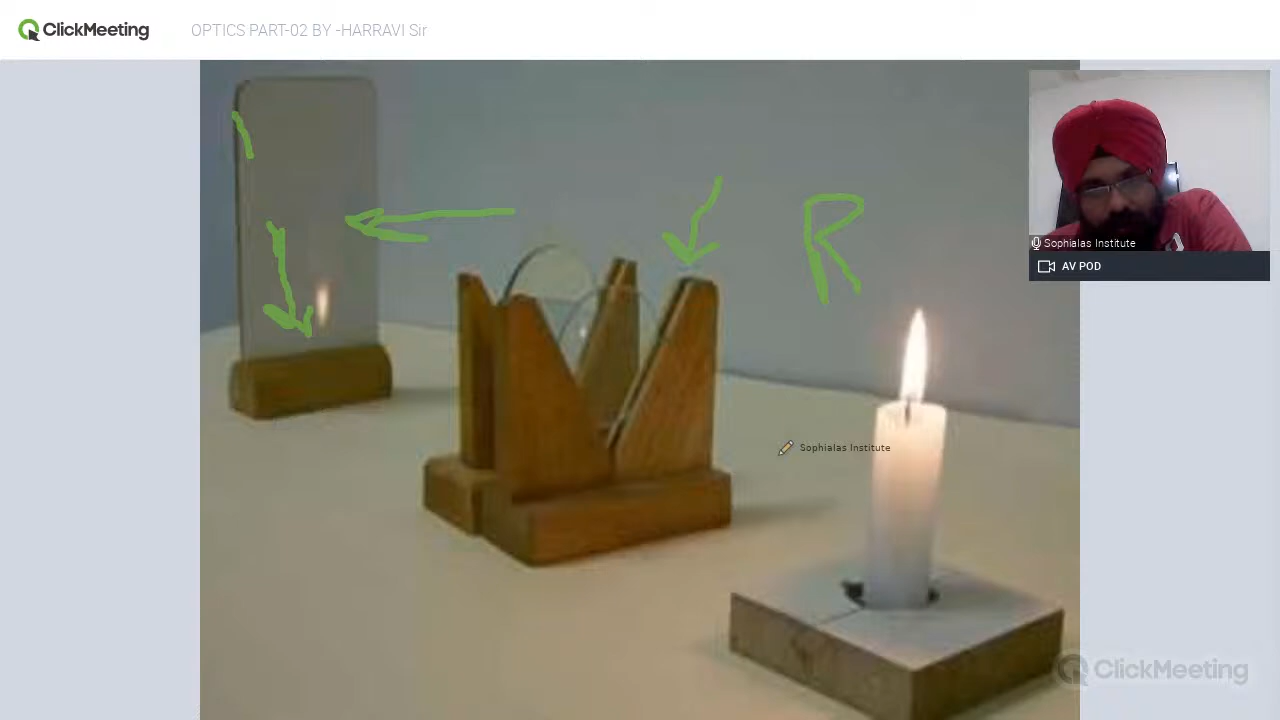 ClickMeeting
OPTICS PART-02 BY -HARRAVI Sir
R
Sophialas Institute
AV POD
Sophialas Institute
ClickMeeting